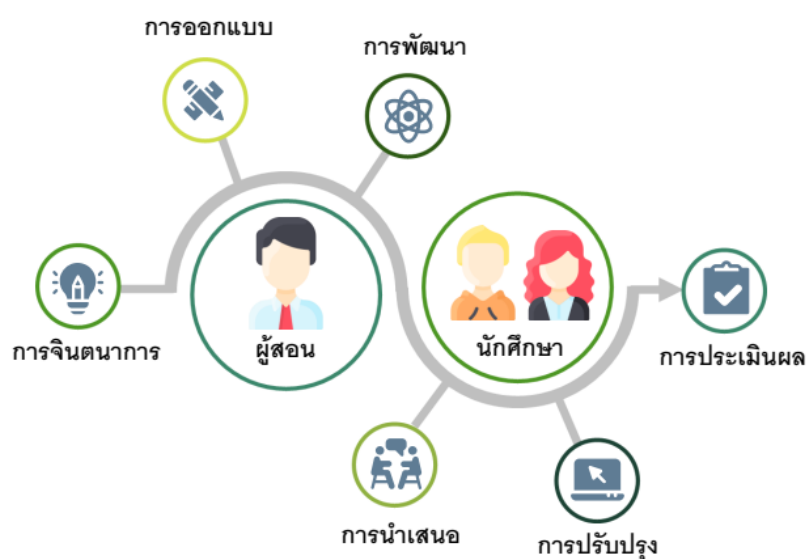 การออกแบบ
การพัฒนา
การจินตนาการ
ผู้สอน
นักศึกษา
การประเมินผล
การนำเสนอ
การปรับปรุง